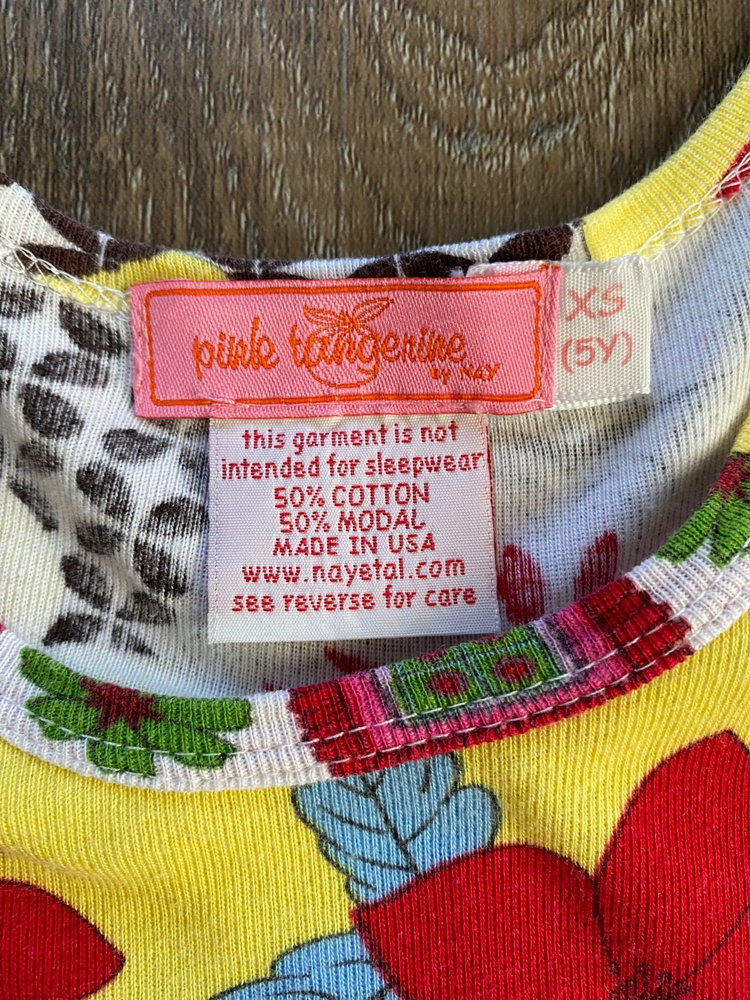 pink tangerine
by NAY
XS
(5Y)
this garment is not
intended for sleepwear
50% COTTON
50% MODAL
MADE IN USA
www.nayetal.com
see reverse for care